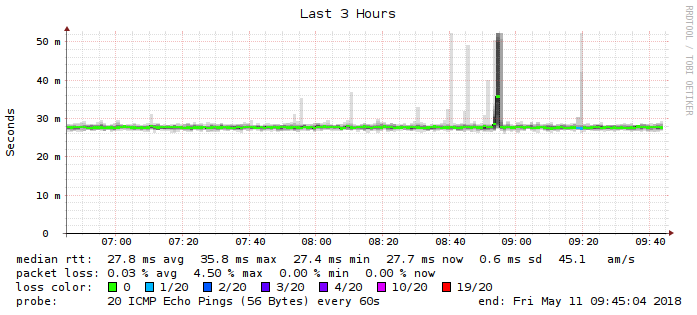 Last 3 Hours
RRDTOOL / TOBI OETIKER
Seconds
50 m
40 m
30 m
20 m
10 m
0
07:00 07:20 07:40 08:00 08:20 08:40 09:00 09:20 09:40
median rtt: 27.8 ms avg 35.8 ms max 27.4 ms min 27.7 ms now 0.6 ms sd 45.1 am/s
packet loss: 0.03 % avg 4.50 % max 0.00 % min 0.00 % now
loss color: 0 1/20 2/20 3/20 4/20 10/20 19/20
probe: 20 ICMP Echo Pings (56 Bytes) every 60s end: Fri May 11 09:45:04 2018